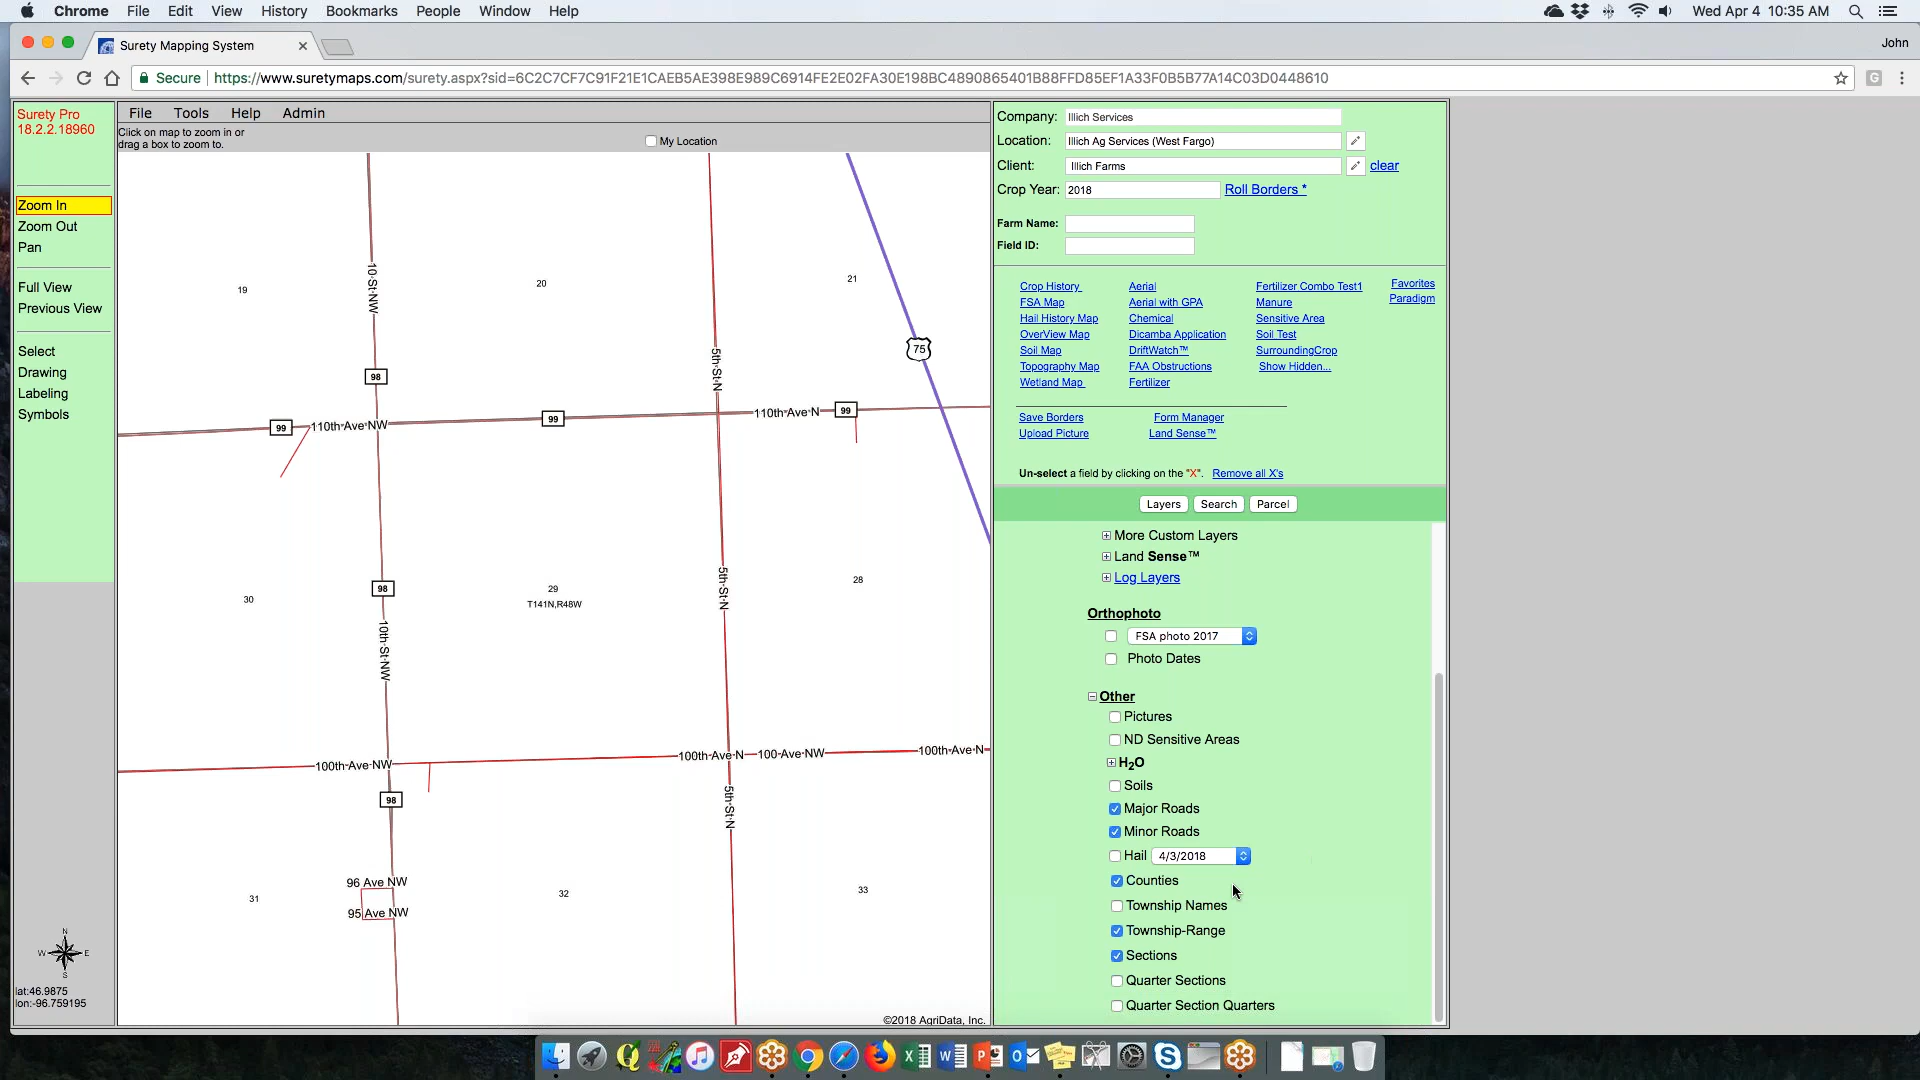 Chrome File Edit View History Bookmarks People Window Help
Wed Apr 4 10:35 AM
Surety Mapping System
John
Secure
https://www.suretymaps.com/surety.aspx?sid=6C2C7CF7C91F21E1CAEB5AE398E989C6914FE2E02FA30E198BC4890865401B88FFD85EF1A33F0B5B77A14C03D0448610
Surety Pro
18.2.2.18960
Zoom In
Zoom Out
Pan
Full View
Previous View
Select
Drawing
Labeling
Symbols
N
W E
S
lat:46.9875
lon:-96.759195
File Tools Help Admin
Click on map to zoom in or
drag a box to zoom to.
My Location
19
20
21
10-St-NW
5th-St-N
75
98
99
110th-Ave-NW
99
110th-Ave-N
99
30
98
29
T141N,R48W
28
10th-St-NW
5th-St-N
100th-Ave-NW
100th-Ave-N
100-Ave-NW
100th-Ave-N
98
5th-St-N
96 Ave NW
95 Ave NW
31
32
33
©2018 AgriData, Inc.
Company: Illich Services
Location: Illich Ag Services (West Fargo)
Client: Illich Farms clear
Crop Year: 2018 Roll Borders *
Farm Name:
Field ID:
Crop History Aerial Fertilizer Combo Test1 Favorites
FSA Map Aerial with GPA Manure Paradigm
Hail History Map Chemical Sensitive Area
OverView Map Dicamba Application Soil Test
Soil Map DriftWatch™ SurroundingCrop
Topography Map FAA Obstructions Show Hidden...
Wetland Map Fertilizer
Save Borders Form Manager
Upload Picture Land Sense™
Un-select a field by clicking on the "X". Remove all X's
Layers Search Parcel
More Custom Layers
Land Sense™
Log Layers
Orthophoto
FSA photo 2017
Photo Dates
Other
Pictures
ND Sensitive Areas
H2O
Soils
Major Roads
Minor Roads
Hail 4/3/2018
Counties
Township Names
Township-Range
Sections
Quarter Sections
Quarter Section Quarters